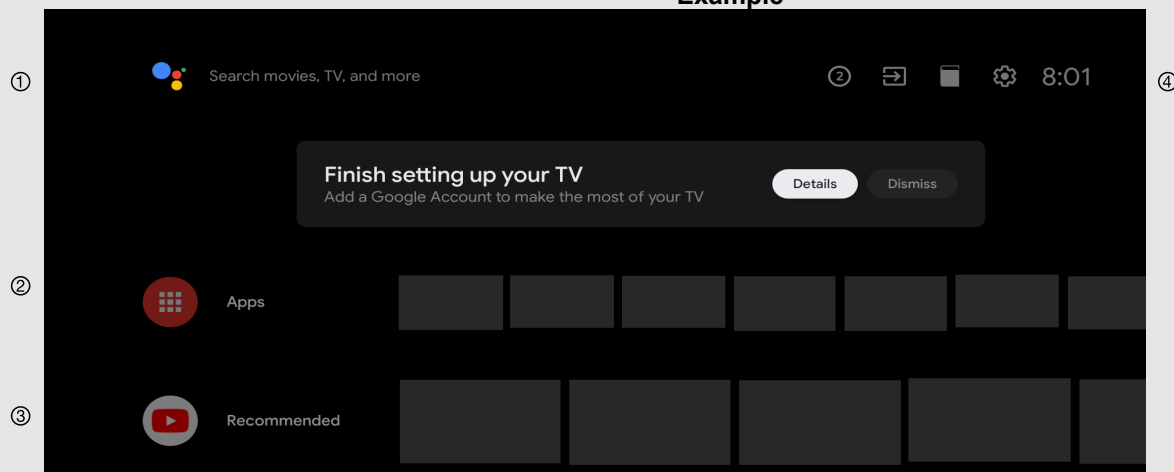 Example
① Search movies, TV, and more 2 8:01 ④
Finish setting up your TV
Add a Google Account to make the most of your TV
Details Dismiss
② Apps
③ Recommended